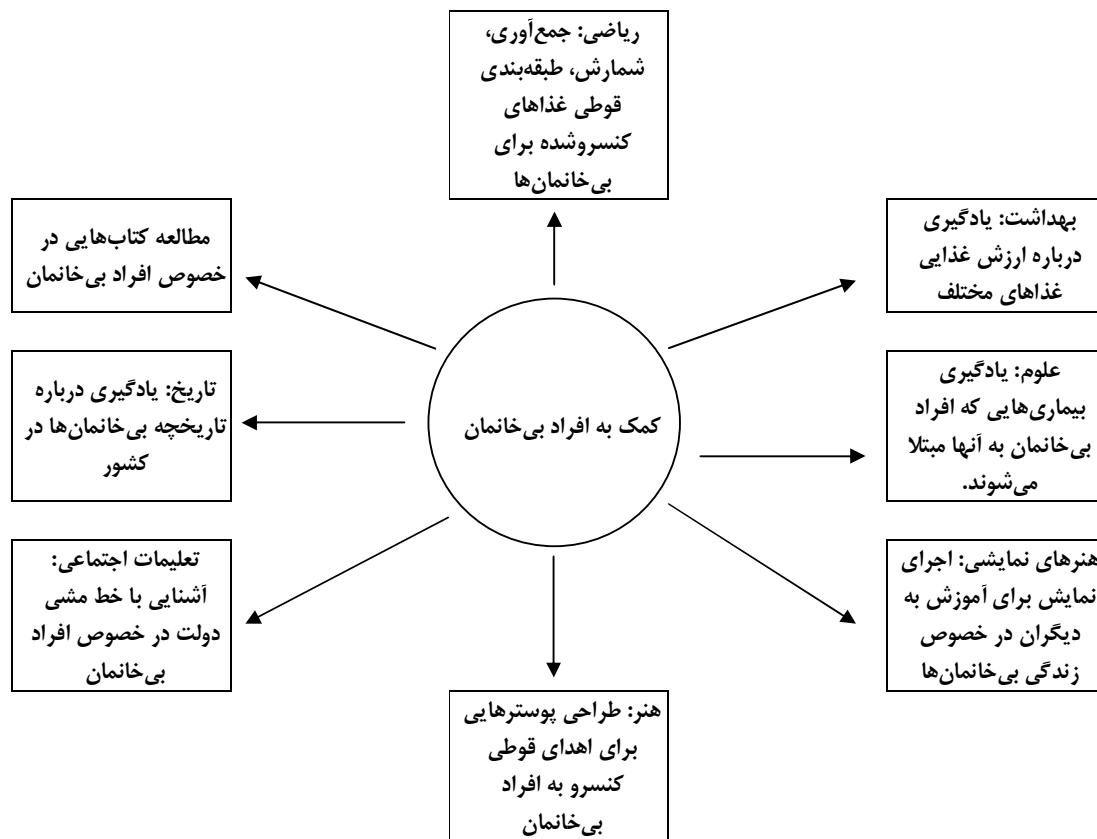 ریاضی: جمع‌آوری،
شمارش، طبقه‌بندی
قوطی غذاهای
کنسروشده برای
بی‌خانمان‌ها
بهداشت: یادگیری
درباره ارزش غذایی
غذاهای مختلف
مطالعه کتاب‌هایی در
خصوص افراد بی‌خانمان
علوم: یادگیری
بیماری‌هایی که افراد
بی‌خانمان به آنها مبتلا
می‌شوند.
کمک به افراد بی‌خانمان
تاریخ: یادگیری درباره
تاریخچه بی‌خانمان‌ها در
کشور
هنرهای نمایشی: اجرای
نمایش برای آموزش به
دیگران در خصوص
زندگی بی‌خانمان‌ها
تعلیمات اجتماعی:
آشنایی با خط مشی
دولت در خصوص افراد
بی‌خانمان
هنر: طراحی پوسترهایی
برای اهدای قوطی
کنسرو به افراد
بی‌خانمان